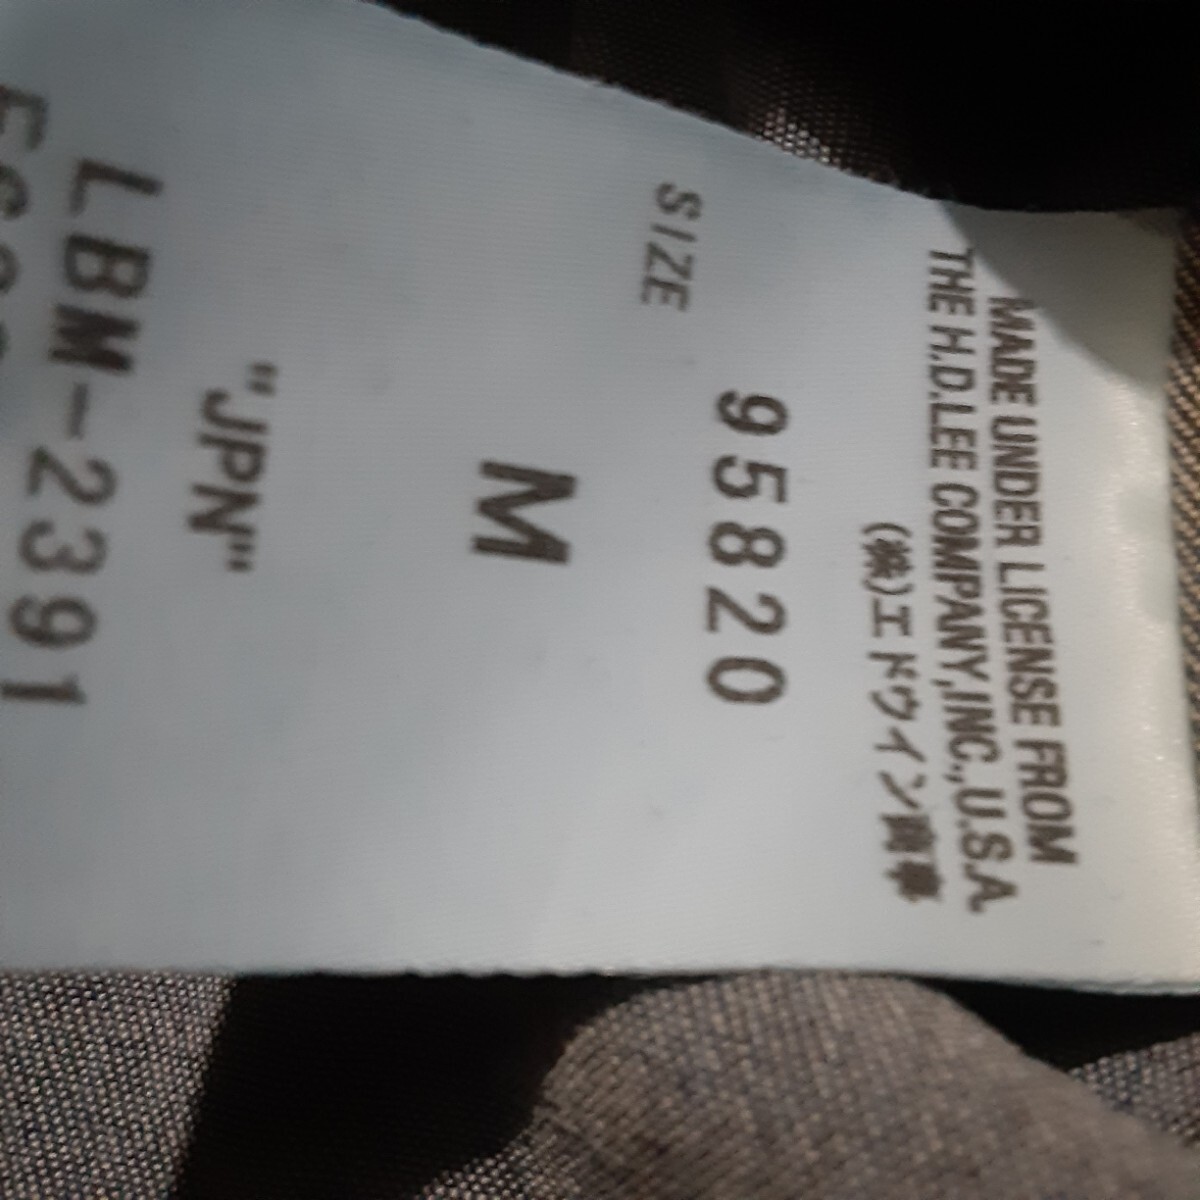 MADE UNDER LICENSE FROM
THE H.D.LEE COMPANY,INC.,U.S.A.
(株)エドウイン商事
95820
SIZE
M
"JPN"
LBM-2391